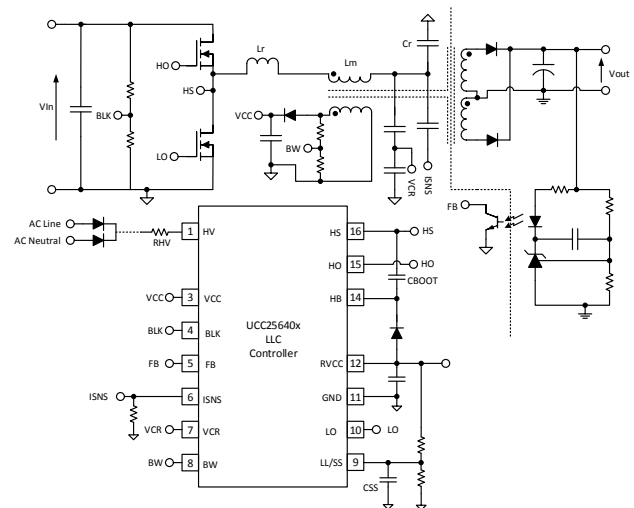 Lr
Lm
Cr
HO
HS
VIn
BLK
VCC
BW
LO
VCR
ISNS
Vout
FB
AC Line
AC Neutral
RHV
1 HV
HS 16 HS
HO 15 HO
CBOOT
VCC 3 VCC
HB 14
BLK 4 BLK
UCC25640x
LLC
Controller
FB 5 FB
RVCC 12
ISNS 6 ISNS
GND 11
VCR 7 VCR
LO 10 LO
BW 8 BW
LL/SS 9
CSS